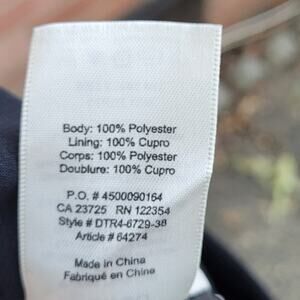 Body: 100% Polyester
Lining: 100% Cupro
Corps: 100% Polyester
Doublure: 100% Cupro
P.O. # 4500090164
CA 23725 RN 122354
Style # DTR4-6729-38
Article # 64274
Made in China
Fabriqué en Chine